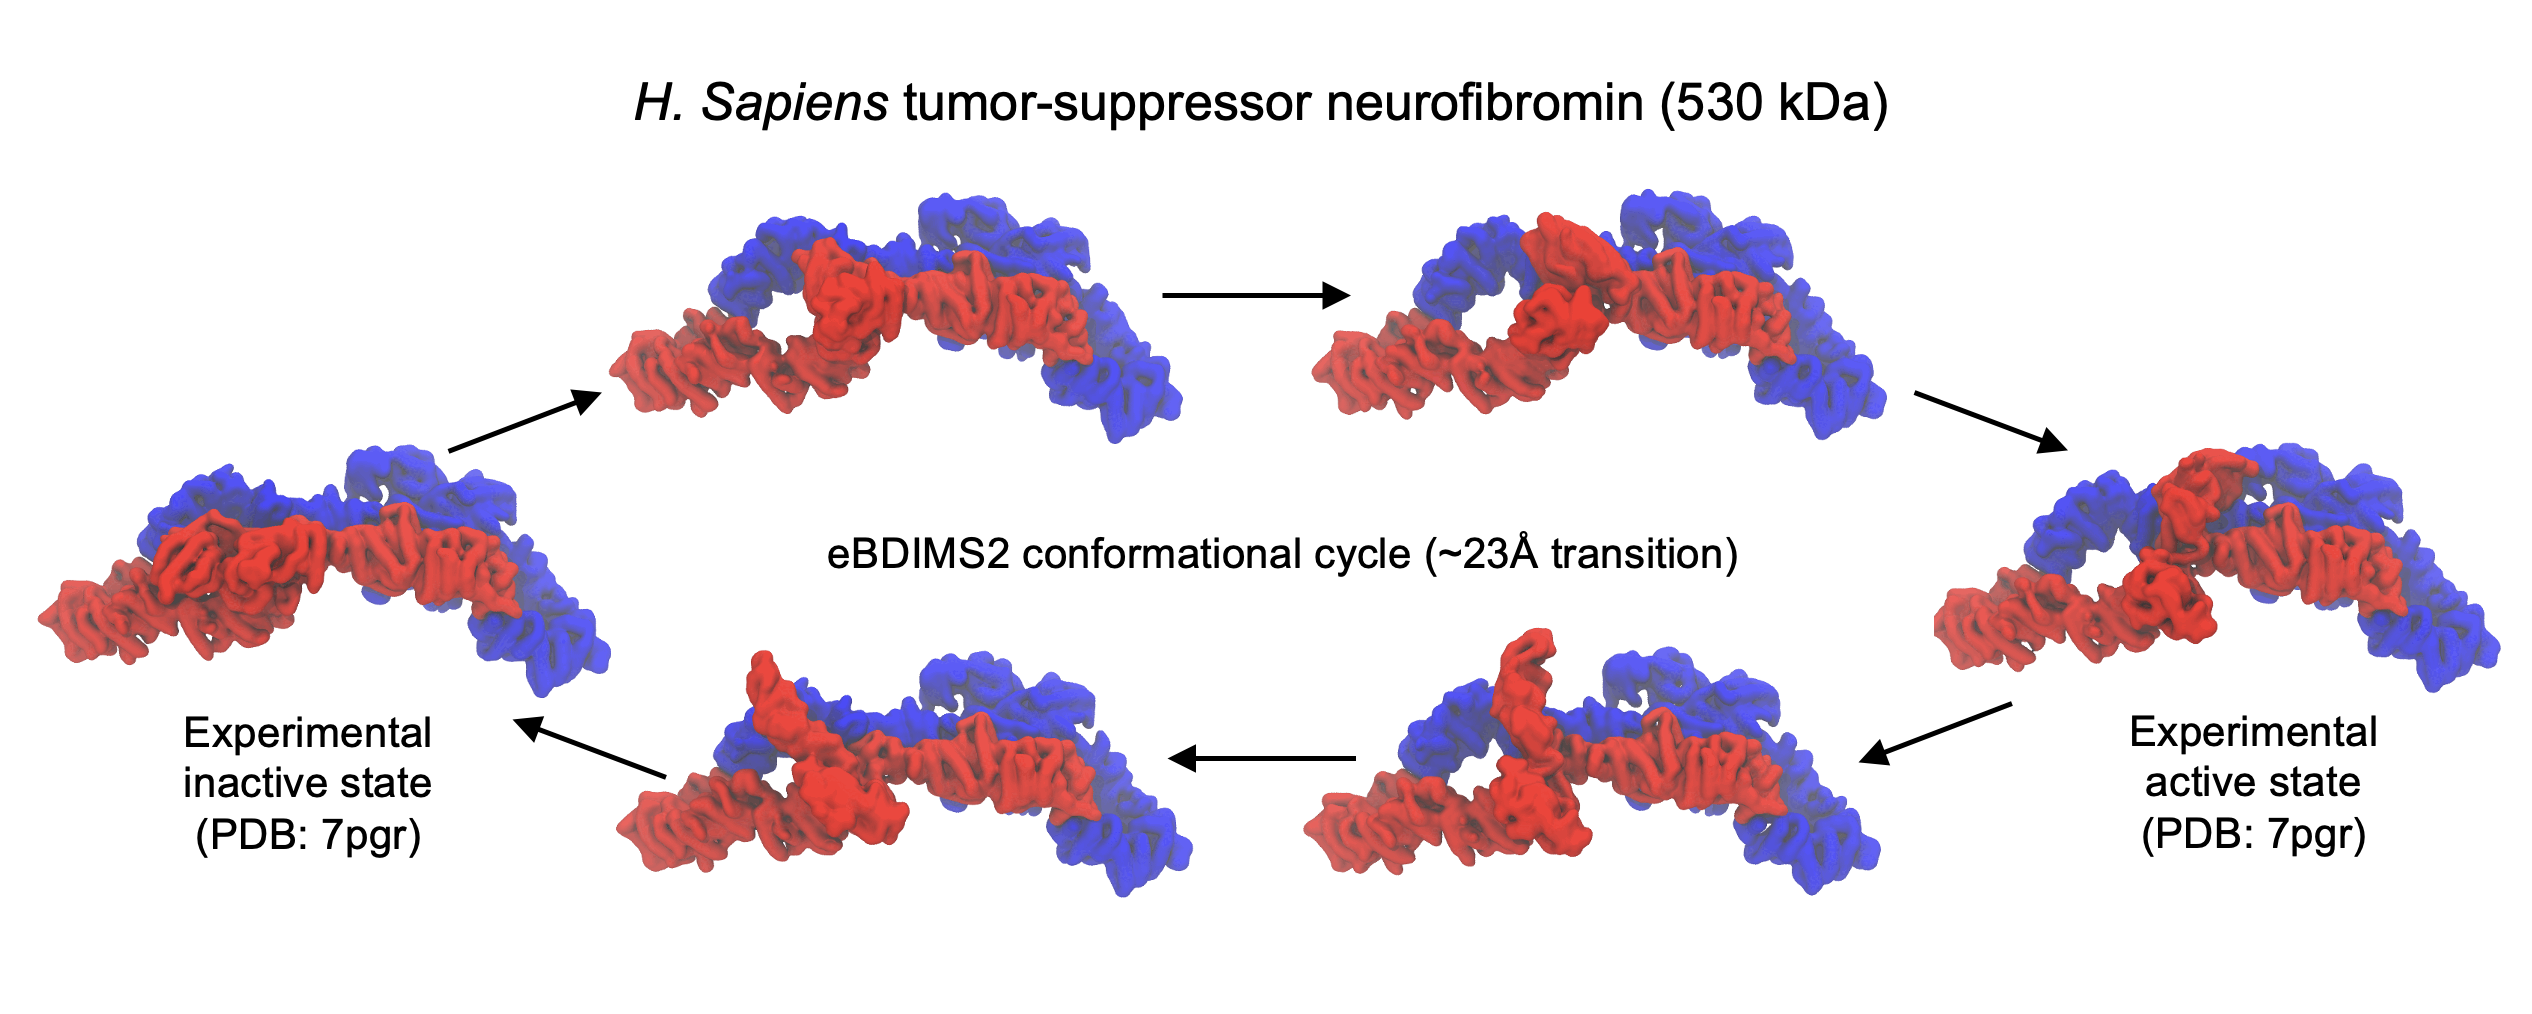 H. Sapiens tumor-suppressor neurofibromin (530 kDa)
eBDIMS2 conformational cycle (~23Å transition)
Experimental
inactive state
(PDB: 7pgr)
Experimental
active state
(PDB: 7pgr)